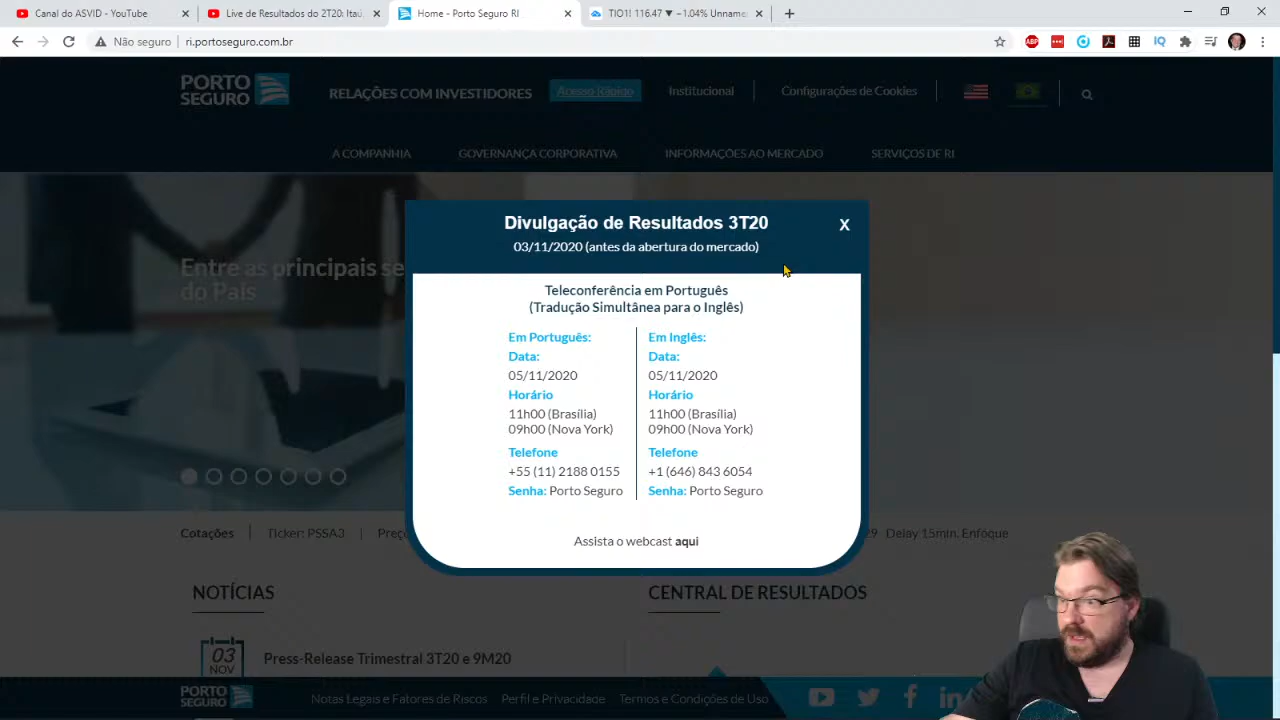 Canal do ASVID - YouTube
Live de Resultados do 2T20: Itaú
Home - Porto Seguro RI
TIO1! 116.47 ▼ −1.04% Unname
Não seguro
ri.portoseguro.com.br
ABP
IQ
PORTO
SEGURO
RELAÇÕES COM INVESTIDORES
Acesso Rápido
Institucional
Configurações de Cookies
A COMPANHIA
GOVERNANÇA CORPORATIVA
INFORMAÇÕES AO MERCADO
SERVIÇOS DE RI
Entre as principais se
do País
Divulgação de Resultados 3T20
X
03/11/2020 (antes da abertura do mercado)
Teleconferência em Português
(Tradução Simultânea para o Inglês)
Em Português:
Data:
05/11/2020
Horário
11h00 (Brasília)
09h00 (Nova York)
Telefone
+55 (11) 2188 0155
Senha: Porto Seguro
Em Inglês:
Data:
05/11/2020
Horário
11h00 (Brasília)
09h00 (Nova York)
Telefone
+1 (646) 843 6054
Senha: Porto Seguro
Assista o webcast aqui
Cotações
Ticker: PSSA3
Preç
29 Delay 15min. Enfoque
NOTÍCIAS
CENTRAL DE RESULTADOS
03
NOV
Press-Release Trimestral 3T20 e 9M20
PORTO
SEGURO
Notas Legais e Fatores de Riscos
Perfil e Privacidade
Termos e Condições de Uso